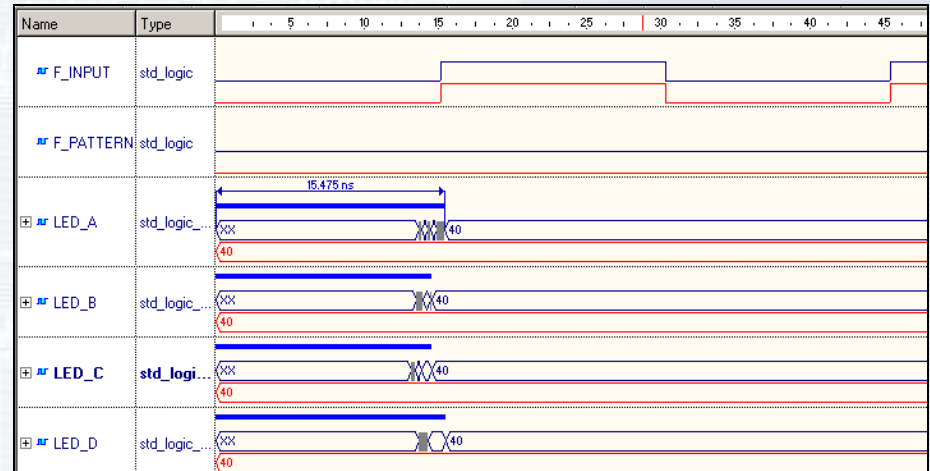 Name Type 5 10 15 20 25 30 35 40 45
F_INPUT std_logic
F_PATTERN std_logic
15.475 ns
LED_A std_logic_... XX 40
40
LED_B std_logic_... XX 40
40
LED_C std_logi... XX 40
40
LED_D std_logic_... XX 40
40